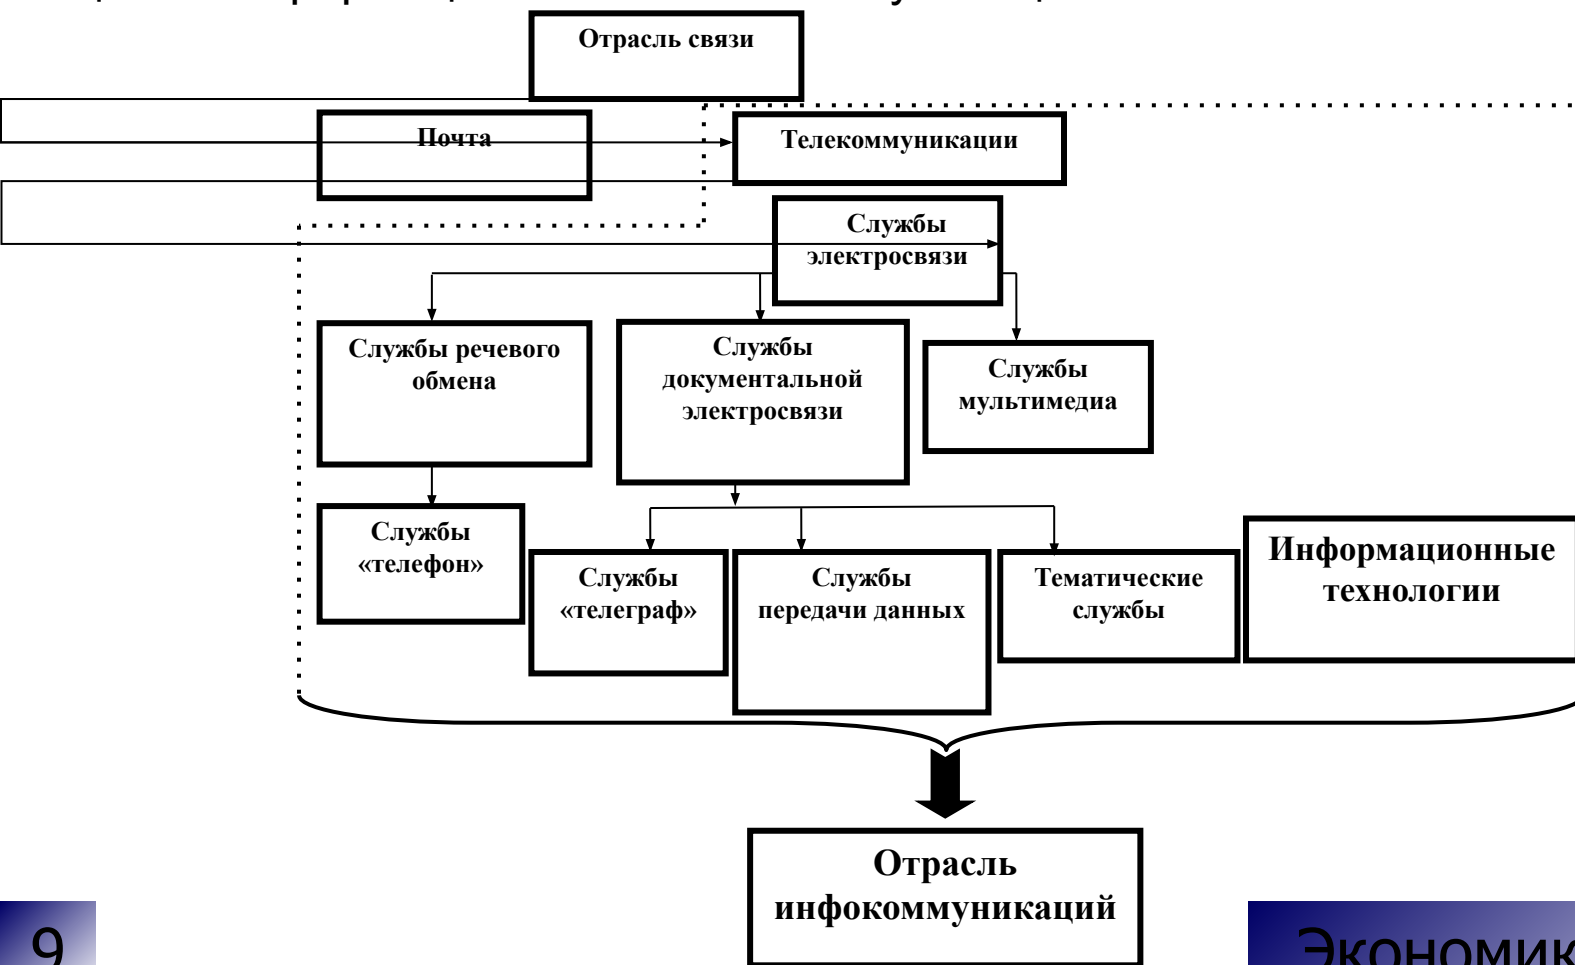 Отрасль связи
Почта
Телекоммуникации
Службы
электросвязи
Службы речевого
обмена
Службы
документальной
электросвязи
Службы
мультимедиа
Службы
«телефон»
Службы
«телеграф»
Службы
передачи данных
Тематические
службы
Информационные
технологии
Отрасль
инфокоммуникаций
9